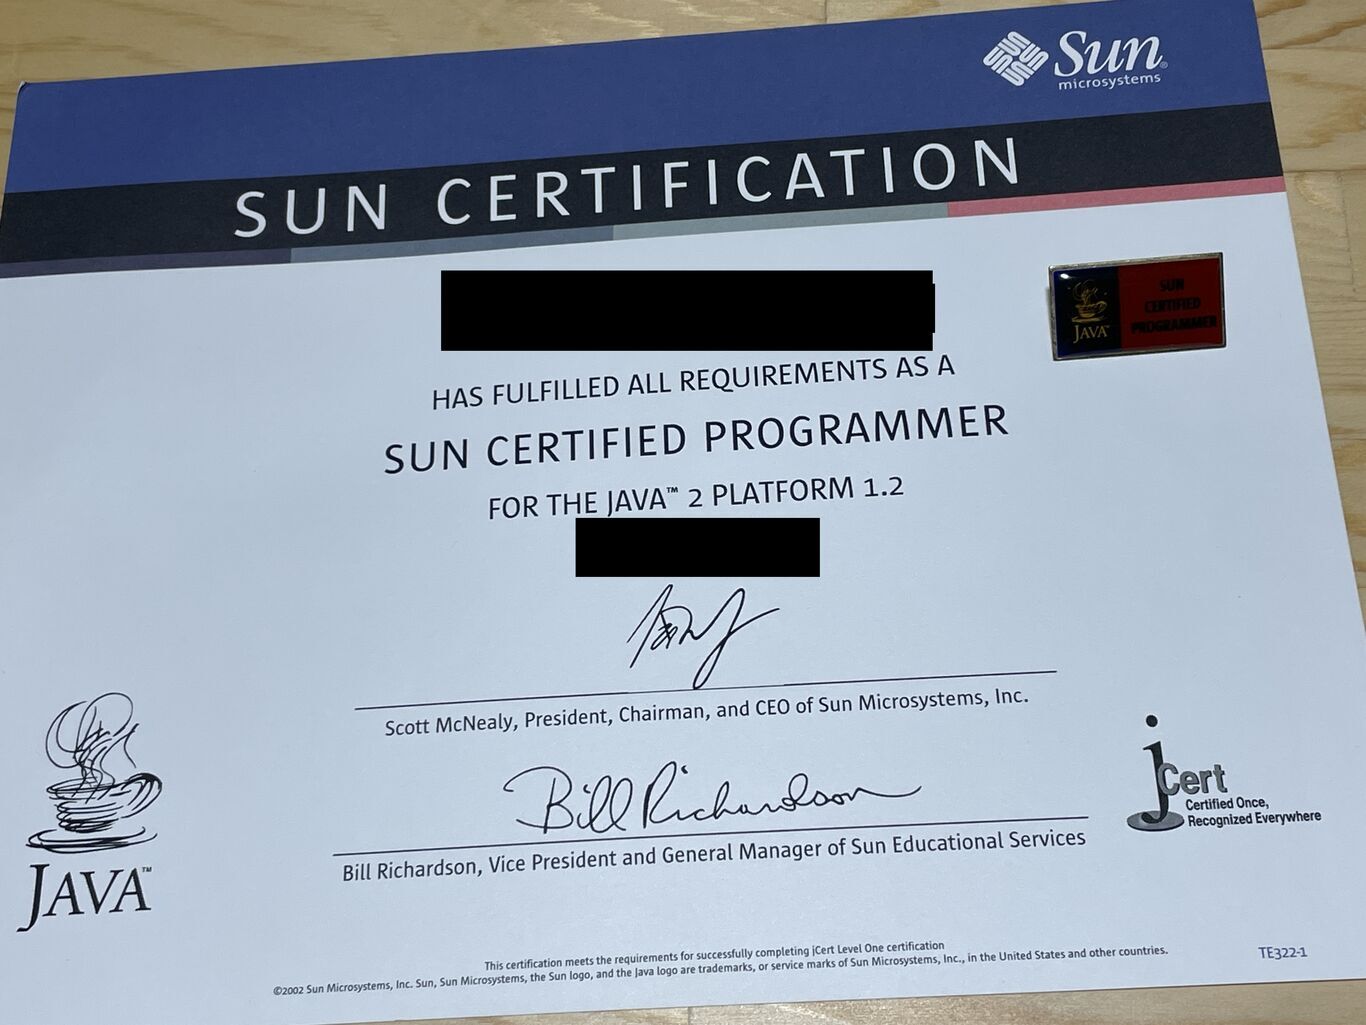 Sun
microsystems
SUN CERTIFICATION
JAVA™
SUN
CERTIFIED
PROGRAMMER
HAS FULFILLED ALL REQUIREMENTS AS A
SUN CERTIFIED PROGRAMMER
FOR THE JAVA™ 2 PLATFORM 1.2
Scott McNealy, President, Chairman, and CEO of Sun Microsystems, Inc.
Bill Richardson
Bill Richardson, Vice President and General Manager of Sun Educational Services
jCert
Certified Once,
Recognized Everywhere
JAVA™
This certification meets the requirements for successfully completing jCert Level One certification
©2002 Sun Microsystems, Inc. Sun, Sun Microsystems, the Sun logo, and the Java logo are trademarks, or service marks of Sun Microsystems, Inc., in the United States and other countries.
TE322-1